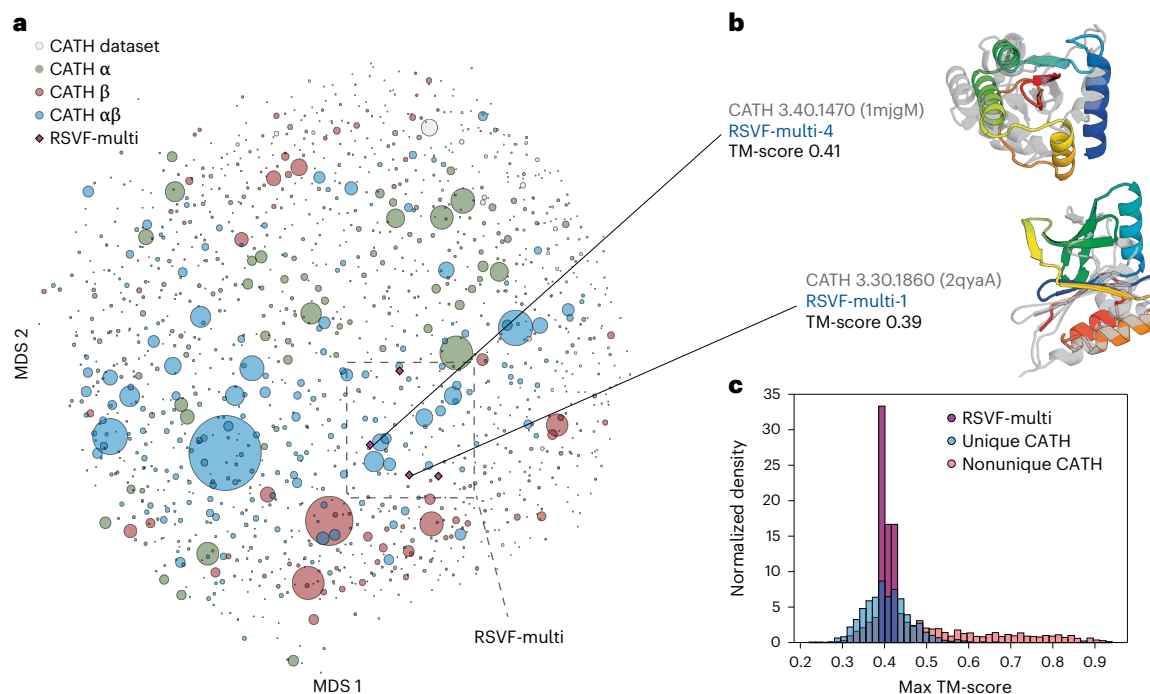 a
CATH dataset
CATH α
CATH β
CATH αβ
RSVF-multi
MDS 2
MDS 1
RSVF-multi
b
CATH 3.40.1470 (1mjgM)
RSVF-multi-4
TM-score 0.41
CATH 3.30.1860 (2qyaA)
RSVF-multi-1
TM-score 0.39
c
Normalized density
35
30
25
20
15
10
5
0
RSVF-multi
Unique CATH
Nonunique CATH
0.2 0.3 0.4 0.5 0.6 0.7 0.8 0.9
Max TM-score